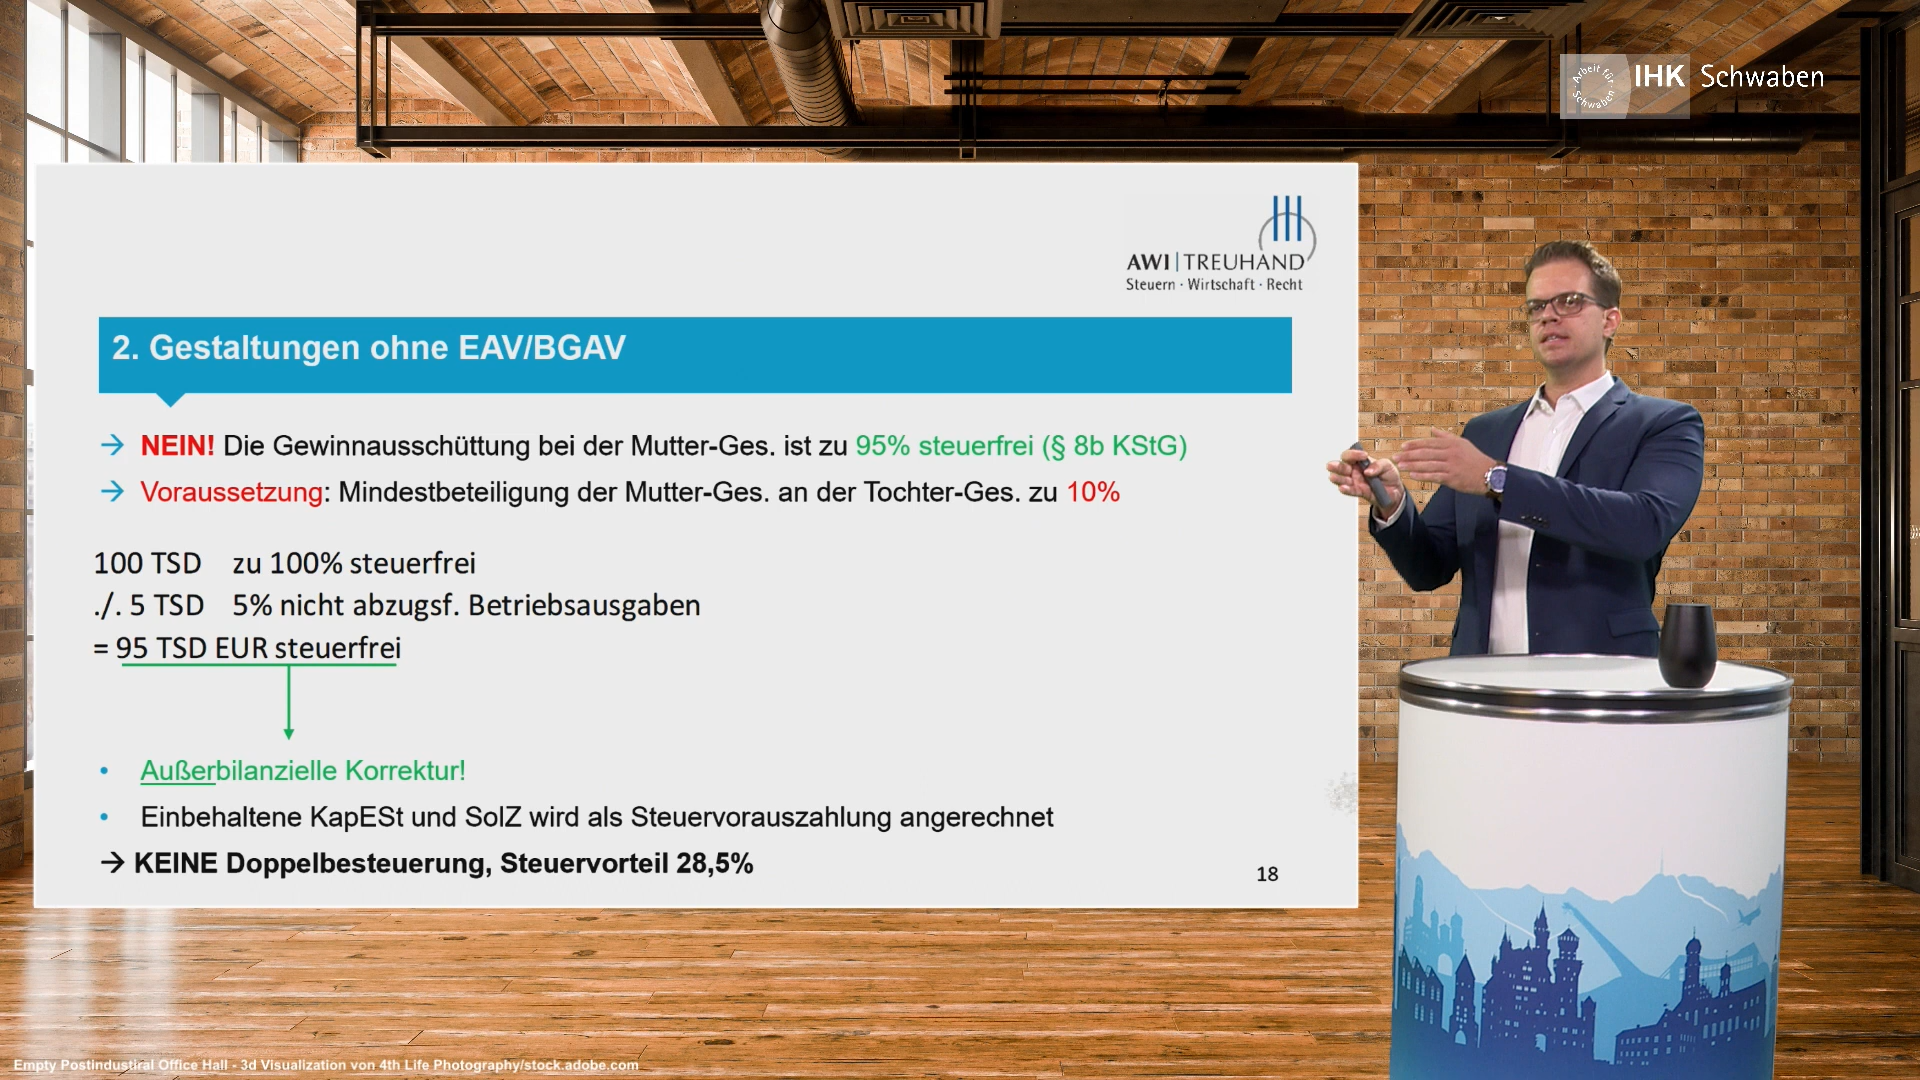 Arbeit für Schwaben
IHK Schwaben
AWI|TREUHAND
Steuern · Wirtschaft · Recht
2. Gestaltungen ohne EAV/BGAV
→ NEIN! Die Gewinnausschüttung bei der Mutter-Ges. ist zu 95% steuerfrei (§ 8b KStG)
→ Voraussetzung: Mindestbeteiligung der Mutter-Ges. an der Tochter-Ges. zu 10%
100 TSD zu 100% steuerfrei
./. 5 TSD 5% nicht abzugsf. Betriebsausgaben
= 95 TSD EUR steuerfrei
• Außerbilanzielle Korrektur!
• Einbehaltene KapESt und SolZ wird als Steuervorauszahlung angerechnet
→ KEINE Doppelbesteuerung, Steuervorteil 28,5%
18
Empty Postindustiral Office Hall - 3d Visualization von 4th Life Photography/stock.adobe.com